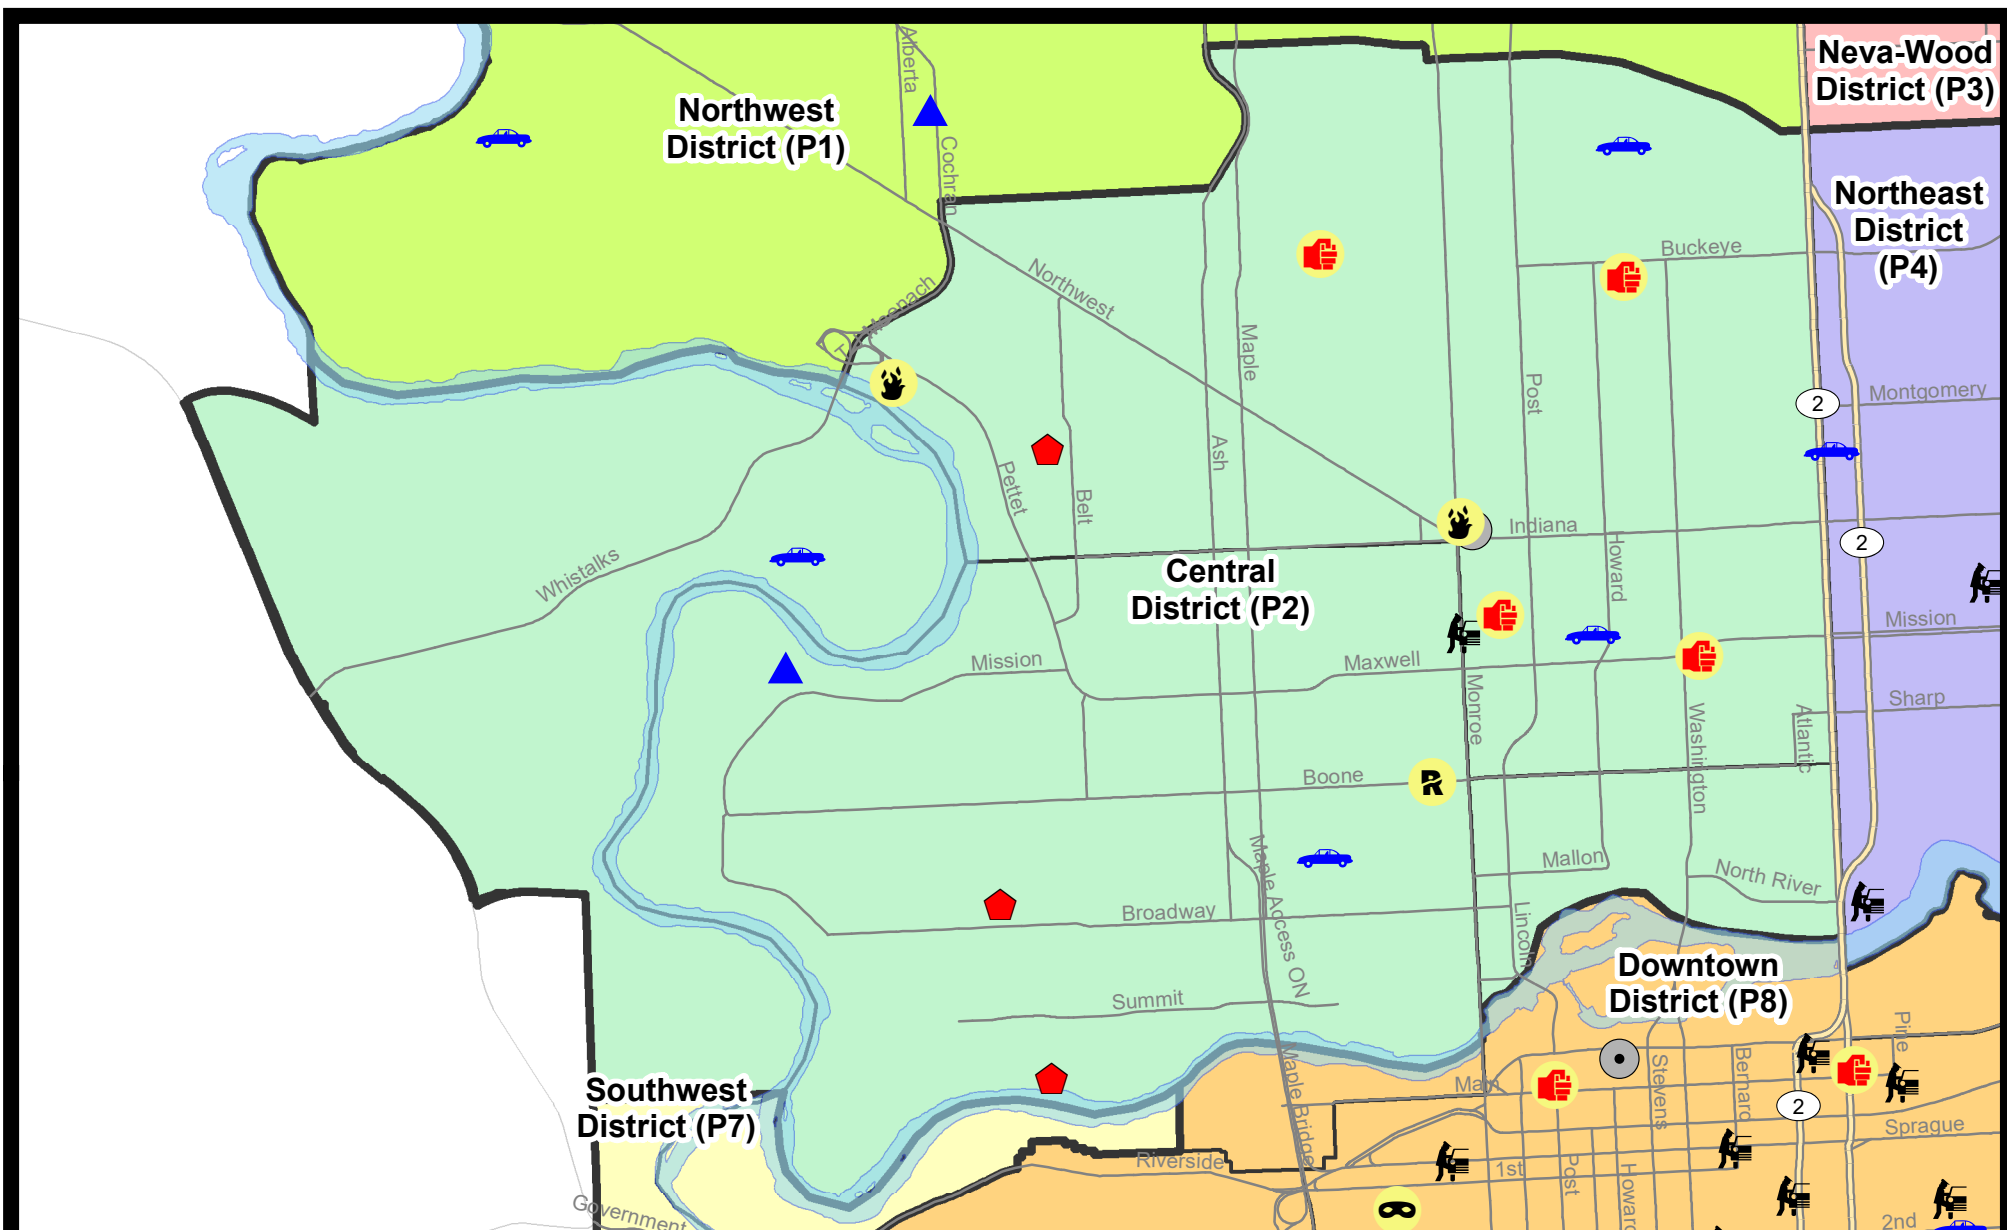 Neva-Wood
District (P3)
Alberta
Northwest
District (P1)
Cochran
Northeast
District
(P4)
Buckeye
Northwest
Maple
Post
Montgomery
2
Ash
Pettet
Belt
Indiana
2
Howard
Whistalks
Central
District (P2)
Mission
Mission
Maxwell
Monroe
Sharp
Washington
Atlantic
Boone
R
Mallon
North River
Maple Access ON
Broadway
Lincoln
Downtown
District (P8)
Summit
Pine
Stevens
Bernard
Southwest
District (P7)
Main
Maple Bridge
2
Sprague
Riverside
1st
Post
Howard
Government
2nd